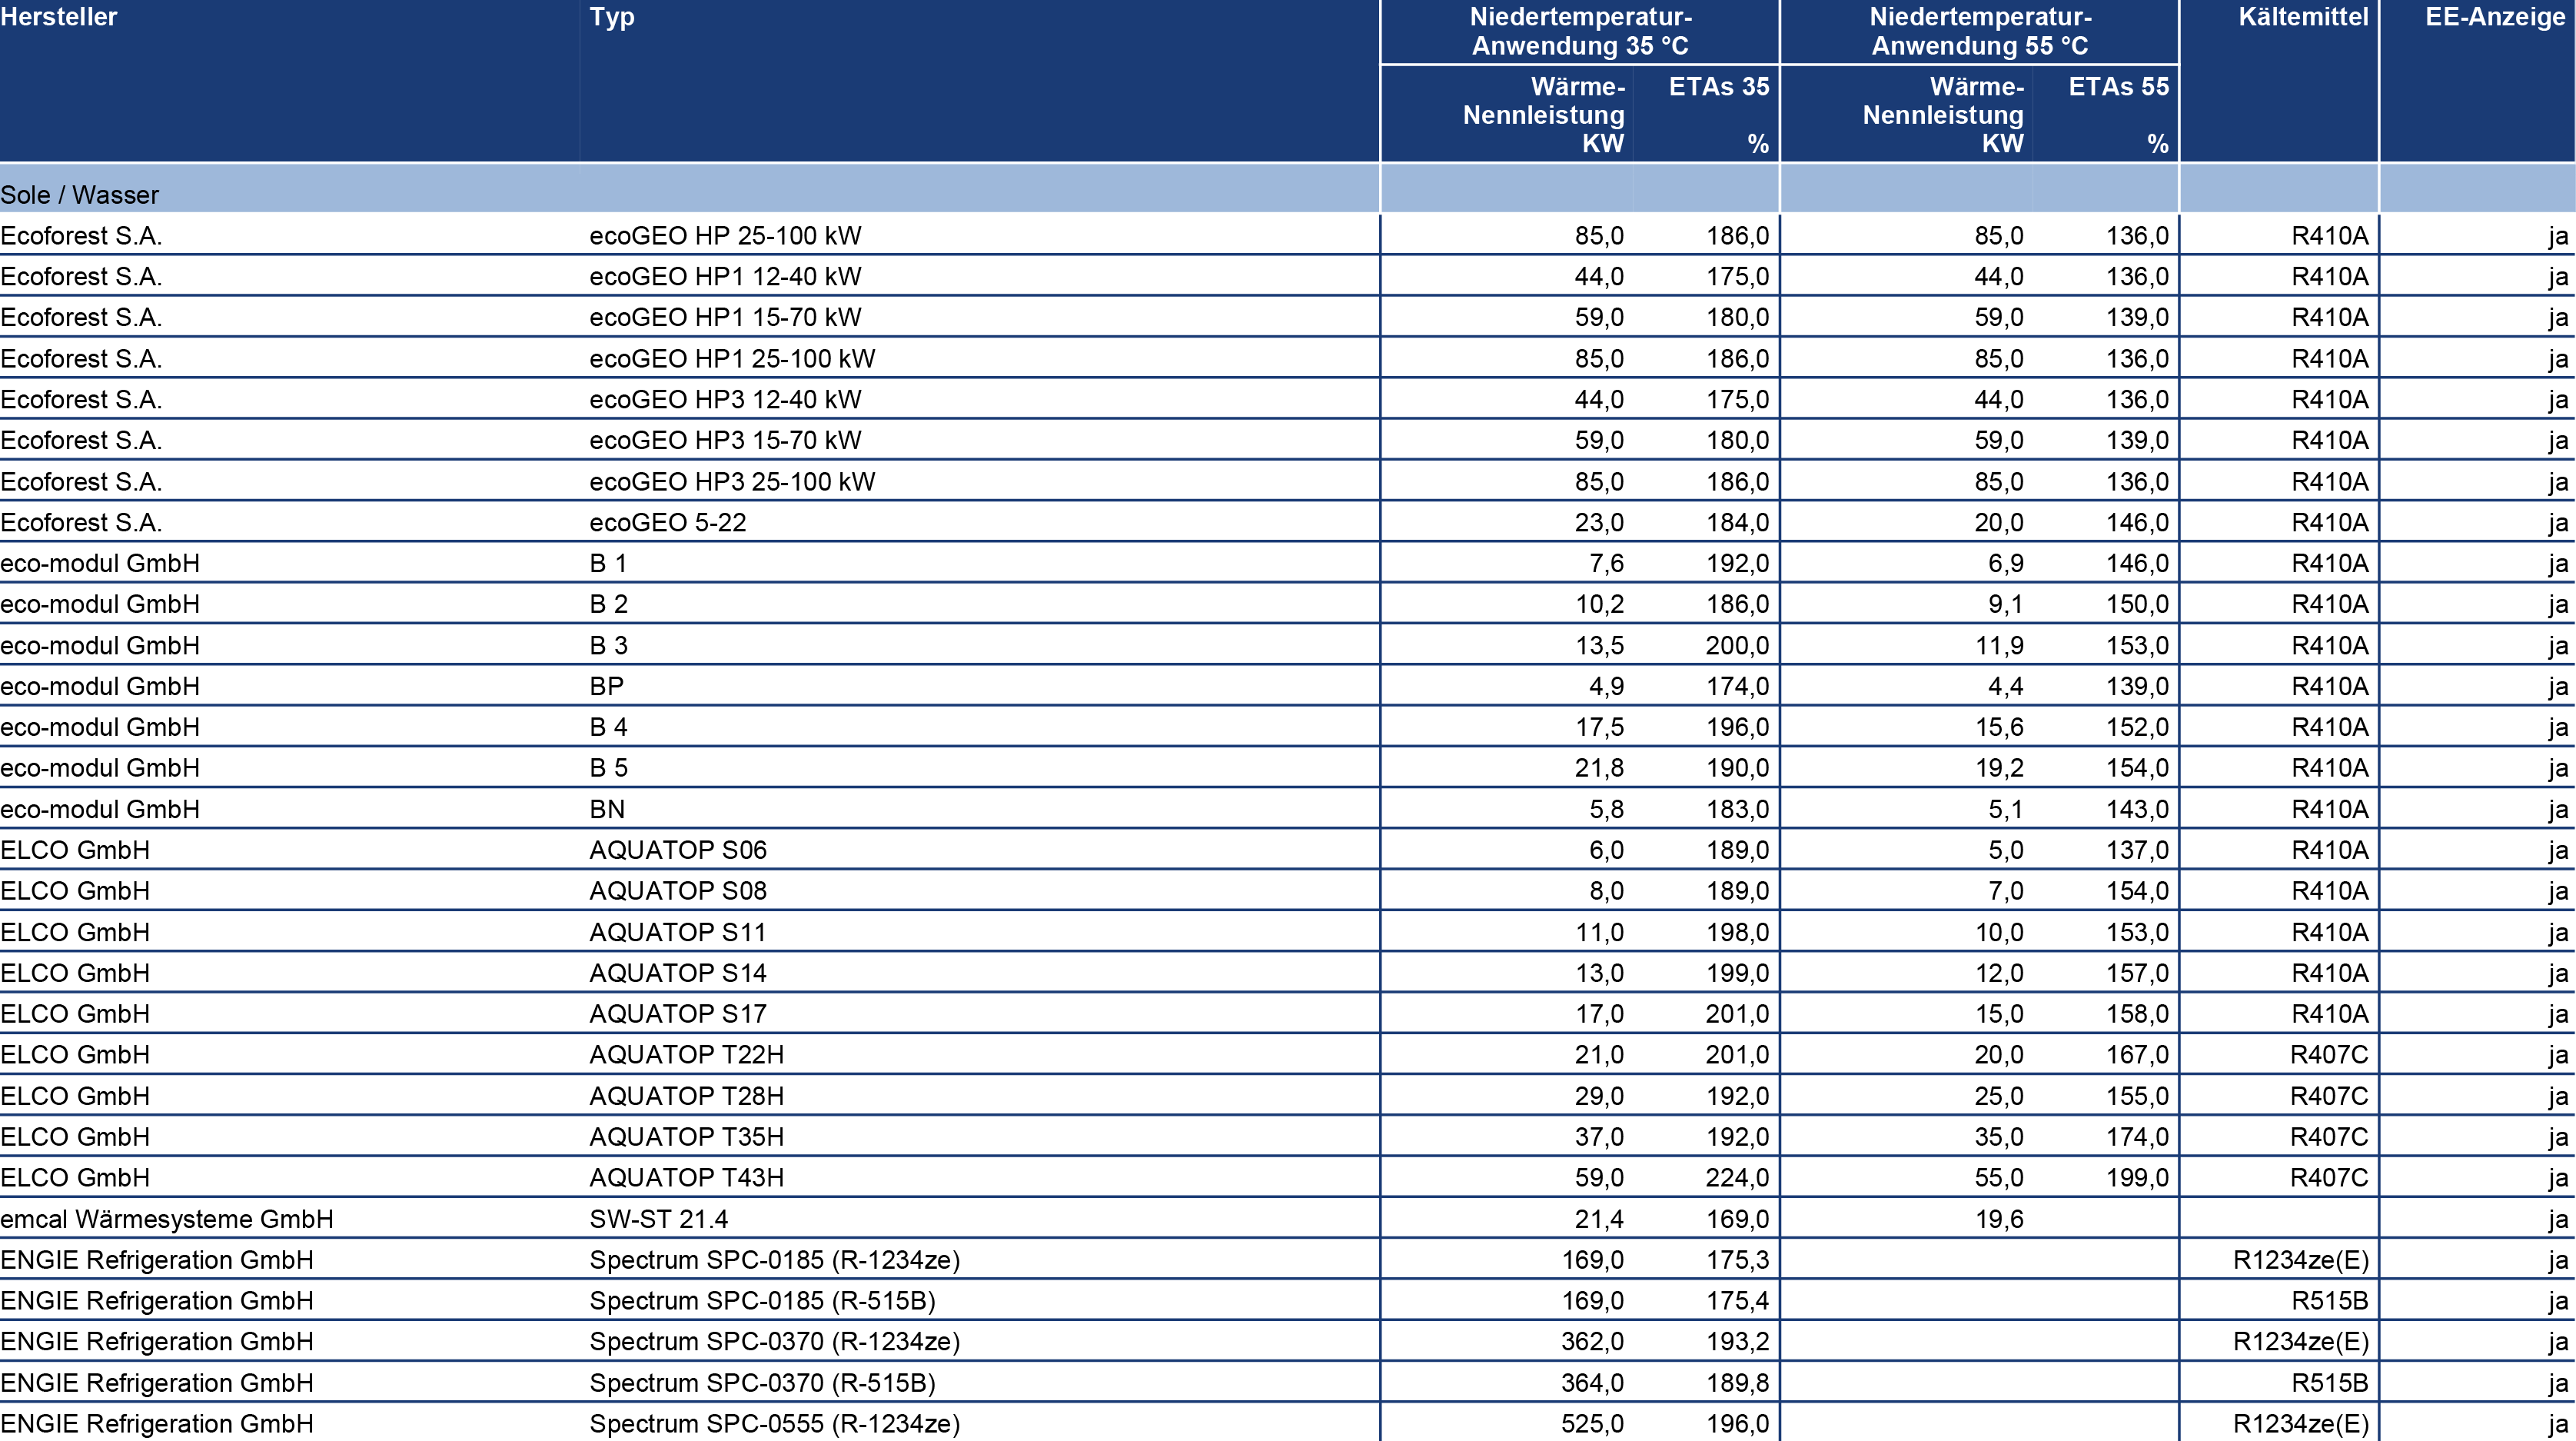 Hersteller Typ Niedertemperatur- Niedertemperatur- Kältemittel EE-Anzeige
Anwendung 35 °C Anwendung 55 °C
Wärme- ETAs 35 Wärme- ETAs 55
Nennleistung Nennleistung
KW % KW %
Sole / Wasser
Ecoforest S.A. ecoGEO HP 25-100 kW 85,0 186,0 85,0 136,0 R410A ja
Ecoforest S.A. ecoGEO HP1 12-40 kW 44,0 175,0 44,0 136,0 R410A ja
Ecoforest S.A. ecoGEO HP1 15-70 kW 59,0 180,0 59,0 139,0 R410A ja
Ecoforest S.A. ecoGEO HP1 25-100 kW 85,0 186,0 85,0 136,0 R410A ja
Ecoforest S.A. ecoGEO HP3 12-40 kW 44,0 175,0 44,0 136,0 R410A ja
Ecoforest S.A. ecoGEO HP3 15-70 kW 59,0 180,0 59,0 139,0 R410A ja
Ecoforest S.A. ecoGEO HP3 25-100 kW 85,0 186,0 85,0 136,0 R410A ja
Ecoforest S.A. ecoGEO 5-22 23,0 184,0 20,0 146,0 R410A ja
eco-modul GmbH B 1 7,6 192,0 6,9 146,0 R410A ja
eco-modul GmbH B 2 10,2 186,0 9,1 150,0 R410A ja
eco-modul GmbH B 3 13,5 200,0 11,9 153,0 R410A ja
eco-modul GmbH BP 4,9 174,0 4,4 139,0 R410A ja
eco-modul GmbH B 4 17,5 196,0 15,6 152,0 R410A ja
eco-modul GmbH B 5 21,8 190,0 19,2 154,0 R410A ja
eco-modul GmbH BN 5,8 183,0 5,1 143,0 R410A ja
ELCO GmbH AQUATOP S06 6,0 189,0 5,0 137,0 R410A ja
ELCO GmbH AQUATOP S08 8,0 189,0 7,0 154,0 R410A ja
ELCO GmbH AQUATOP S11 11,0 198,0 10,0 153,0 R410A ja
ELCO GmbH AQUATOP S14 13,0 199,0 12,0 157,0 R410A ja
ELCO GmbH AQUATOP S17 17,0 201,0 15,0 158,0 R410A ja
ELCO GmbH AQUATOP T22H 21,0 201,0 20,0 167,0 R407C ja
ELCO GmbH AQUATOP T28H 29,0 192,0 25,0 155,0 R407C ja
ELCO GmbH AQUATOP T35H 37,0 192,0 35,0 174,0 R407C ja
ELCO GmbH AQUATOP T43H 59,0 224,0 55,0 199,0 R407C ja
emcal Wärmesysteme GmbH SW-ST 21.4 21,4 169,0 19,6 ja
ENGIE Refrigeration GmbH Spectrum SPC-0185 (R-1234ze) 169,0 175,3 R1234ze(E) ja
ENGIE Refrigeration GmbH Spectrum SPC-0185 (R-515B) 169,0 175,4 R515B ja
ENGIE Refrigeration GmbH Spectrum SPC-0370 (R-1234ze) 362,0 193,2 R1234ze(E) ja
ENGIE Refrigeration GmbH Spectrum SPC-0370 (R-515B) 364,0 189,8 R515B ja
ENGIE Refrigeration GmbH Spectrum SPC-0555 (R-1234ze) 525,0 196,0 R1234ze(E) ja